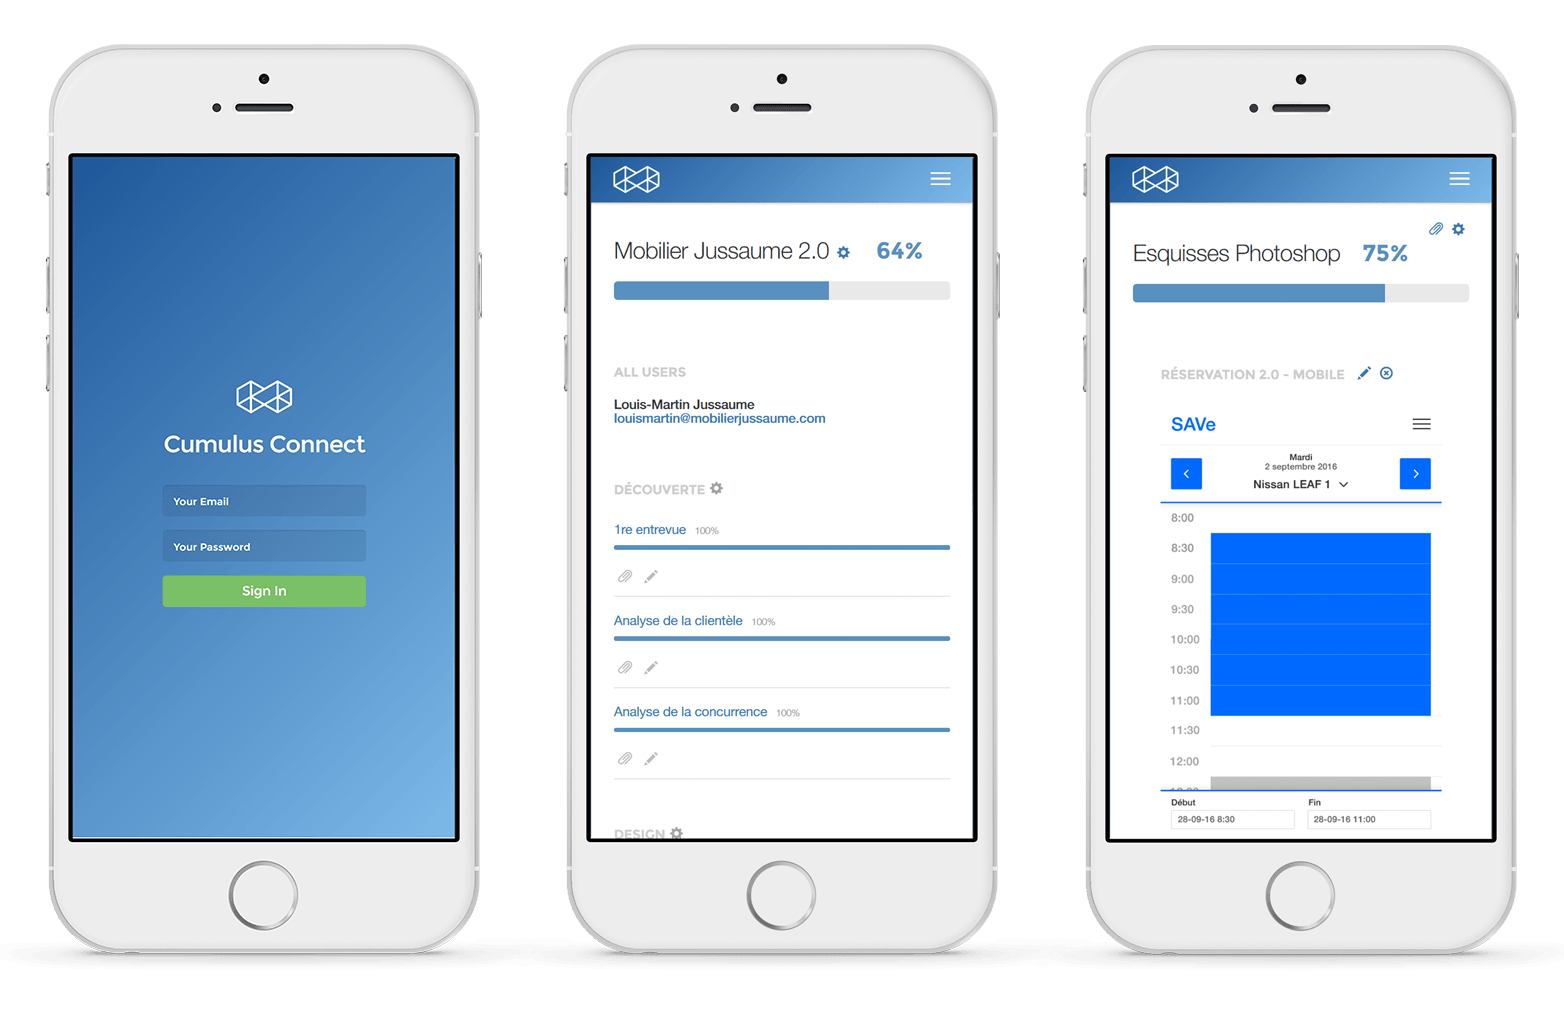 Cumulus Connect
Your Email
Your Password
Sign In
Mobilier Jussaume 2.0 64%
ALL USERS
Louis-Martin Jussaume
louismartin@mobilierjussaume.com
DÉCOUVERTE
1re entrevue 100%
Analyse de la clientèle 100%
Analyse de la concurrence 100%
DESIGN
Esquisses Photoshop 75%
RÉSERVATION 2.0 - MOBILE
SAVe
Mardi
2 septembre 2016
Nissan LEAF 1
8:00
8:30
9:00
9:30
10:00
10:30
11:00
11:30
12:00
Début Fin
28-09-16 8:30 28-09-16 11:00